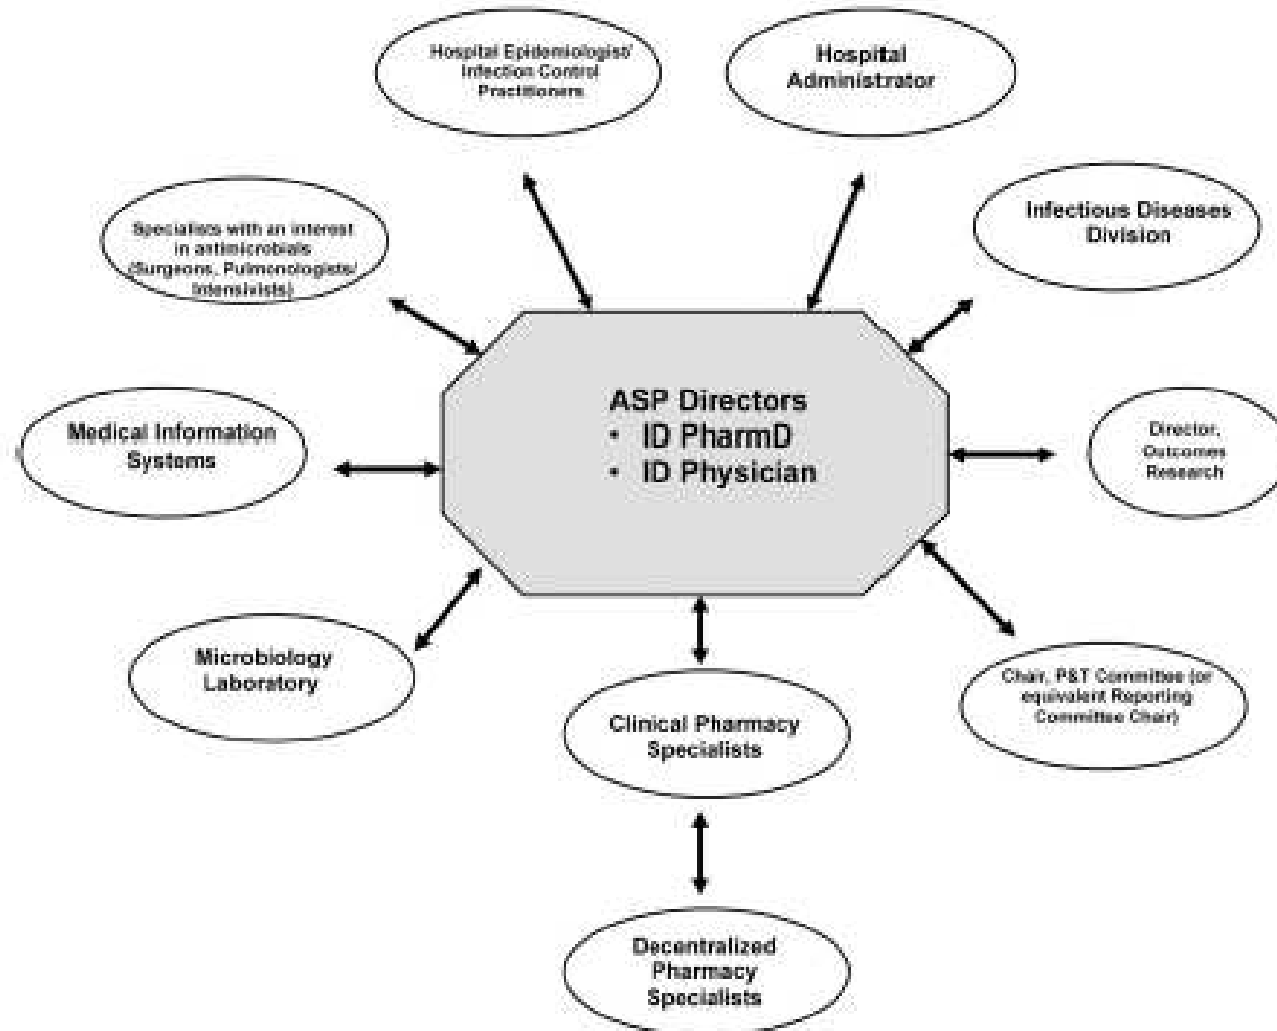 Hospital Epidemiologist/
Infection Control
Practitioners
Hospital
Administrator
Specialists with an interest
in antimicrobials
(Surgeons, Pulmonologists/
Intensivists)
Infectious Diseases
Division
ASP Directors
• ID PharmD
• ID Physician
Medical Information
Systems
Director,
Outcomes
Research
Microbiology
Laboratory
Clinical Pharmacy
Specialists
Chair, P&T Committee (or
equivalent Reporting
Committee Chair)
Decentralized
Pharmacy
Specialists